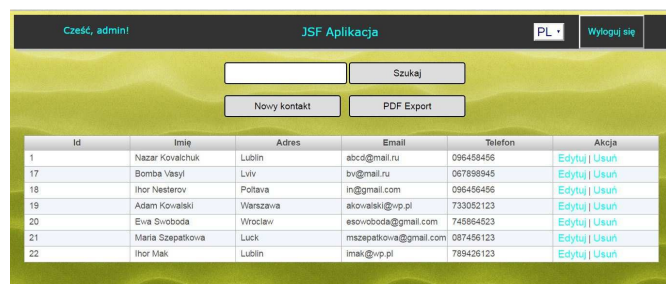 Cześć, admin!
JSF Aplikacja
PL
Wyloguj się
Szukaj
Nowy kontakt
PDF Export
Id Imię Adres Email Telefon Akcja
1 Nazar Kovalchuk Lublin abcd@mail.ru 096458456 Edytuj | Usuń
17 Bomba Vasyl Lviv bv@mail.ru 067898945 Edytuj | Usuń
18 Ihor Nesterov Poltava in@gmail.com 096456456 Edytuj | Usuń
19 Adam Kowalski Warszawa akowalski@wp.pl 733052123 Edytuj | Usuń
20 Ewa Swoboda Wroclaw esowoboda@gmail.com 745864523 Edytuj | Usuń
21 Maria Szepatkowa Luck mszepatkowa@gmail.com 087456123 Edytuj | Usuń
22 Ihor Mak Lublin imak@wp.pl 789426123 Edytuj | Usuń